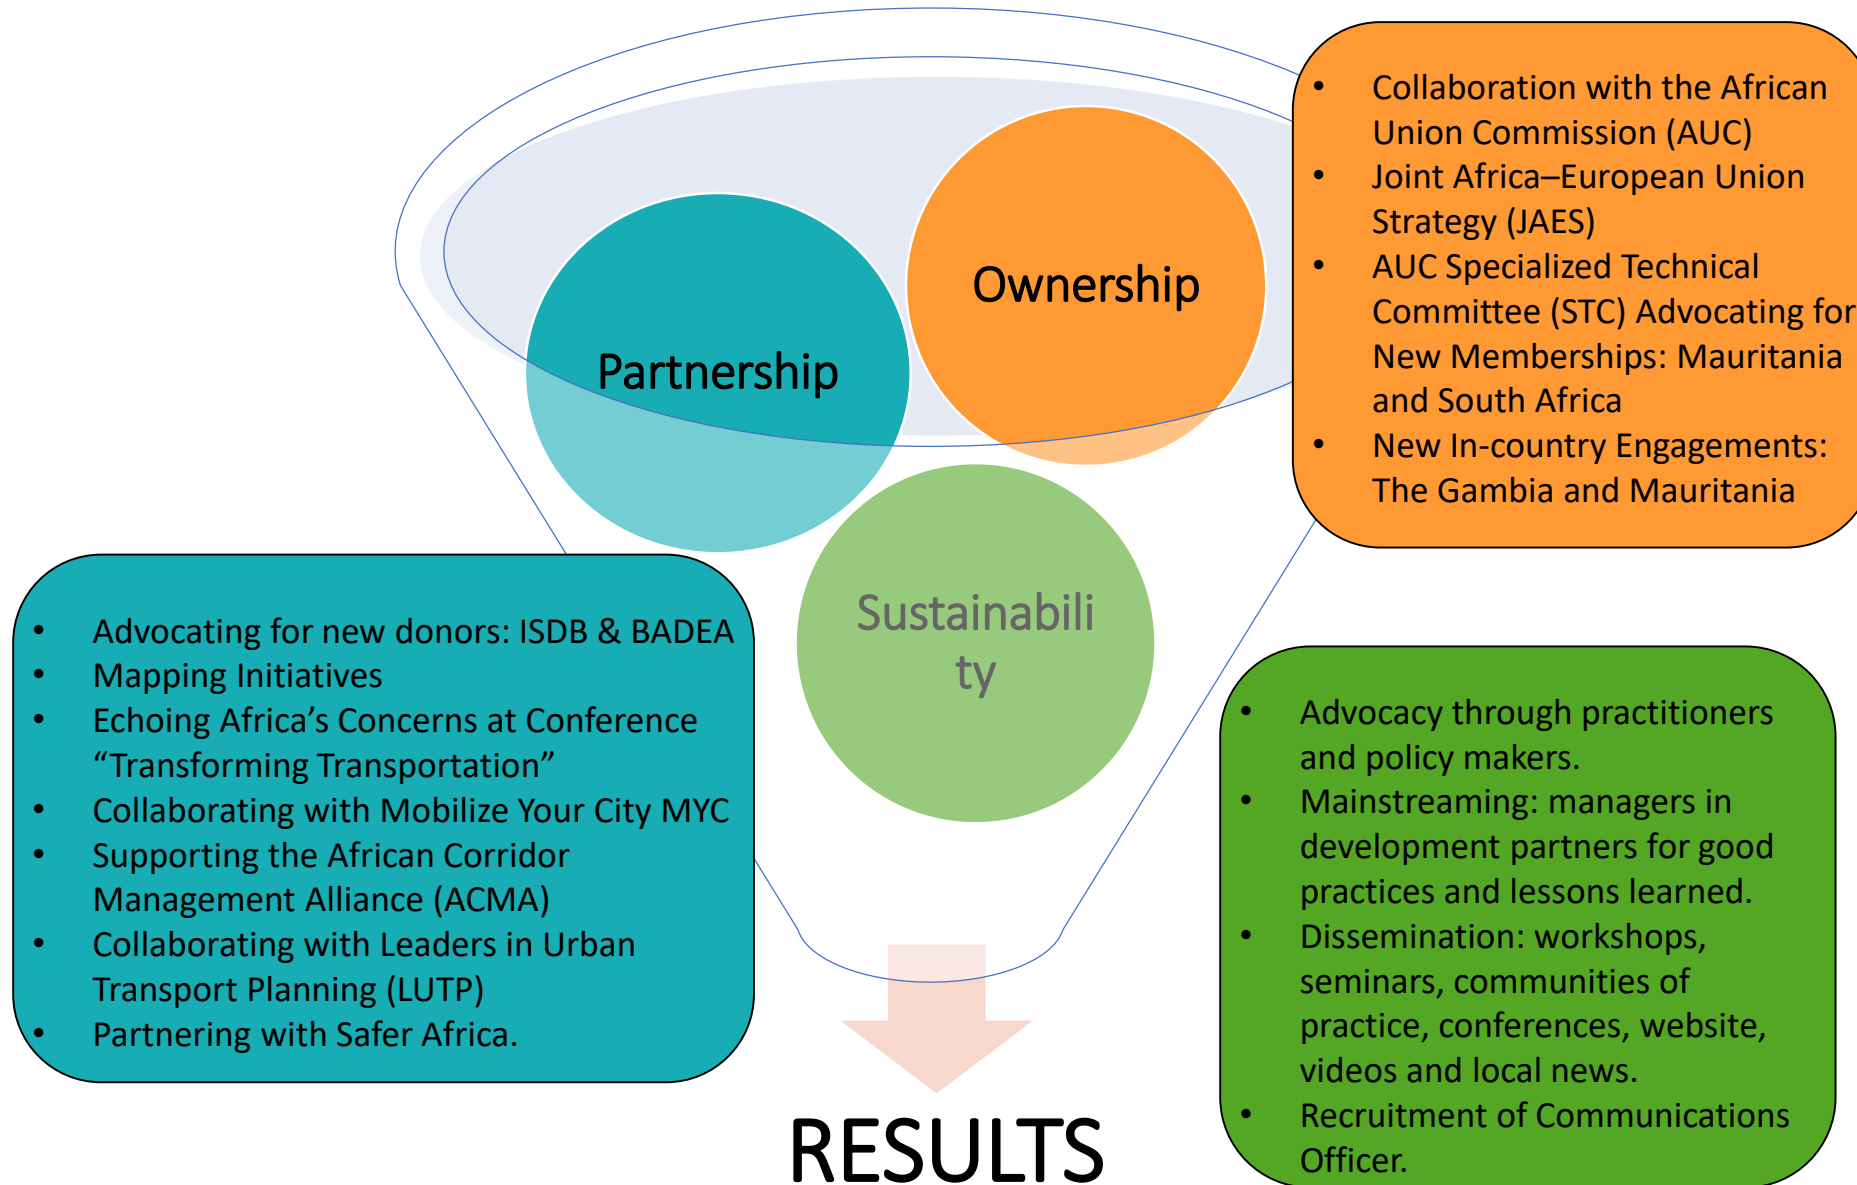 Partnership
Ownership
Sustainabili
ty
• Collaboration with the African
Union Commission (AUC)
• Joint Africa–European Union
Strategy (JAES)
• AUC Specialized Technical
Committee (STC) Advocating for
New Memberships: Mauritania
and South Africa
• New In-country Engagements:
The Gambia and Mauritania
• Advocating for new donors: ISDB & BADEA
• Mapping Initiatives
• Echoing Africa’s Concerns at Conference
“Transforming Transportation”
• Collaborating with Mobilize Your City MYC
• Supporting the African Corridor
Management Alliance (ACMA)
• Collaborating with Leaders in Urban
Transport Planning (LUTP)
• Partnering with Safer Africa.
• Advocacy through practitioners
and policy makers.
• Mainstreaming: managers in
development partners for good
practices and lessons learned.
• Dissemination: workshops,
seminars, communities of
practice, conferences, website,
videos and local news.
• Recruitment of Communications
Officer.
RESULTS